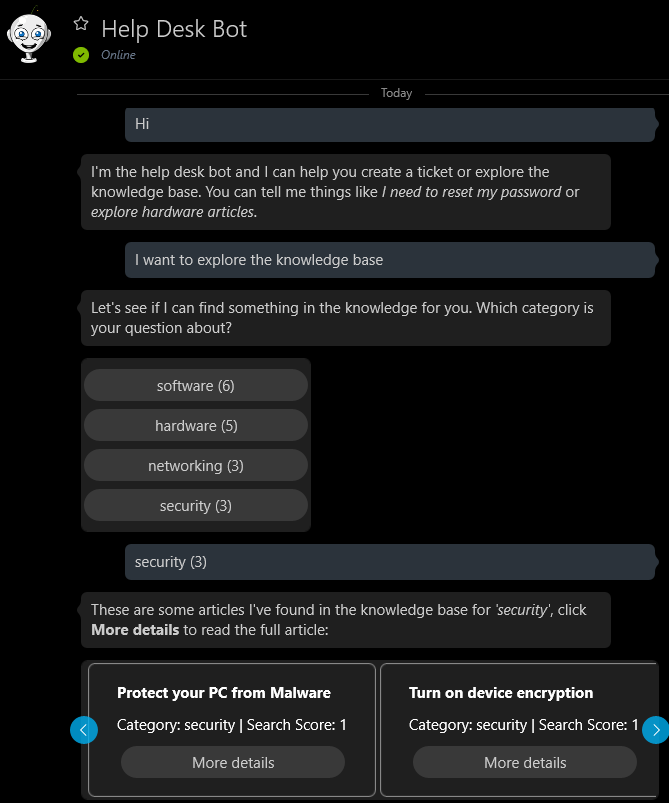 Help Desk Bot
Online
Today
Hi
I'm the help desk bot and I can help you create a ticket or explore the
knowledge base. You can tell me things like I need to reset my password or
explore hardware articles.
I want to explore the knowledge base
Let's see if I can find something in the knowledge for you. Which category is
your question about?
software (6)
hardware (5)
networking (3)
security (3)
security (3)
These are some articles I've found in the knowledge base for 'security', click
More details to read the full article:
Protect your PC from Malware
Category: security | Search Score: 1
More details
Turn on device encryption
Category: security | Search Score: 1
More details